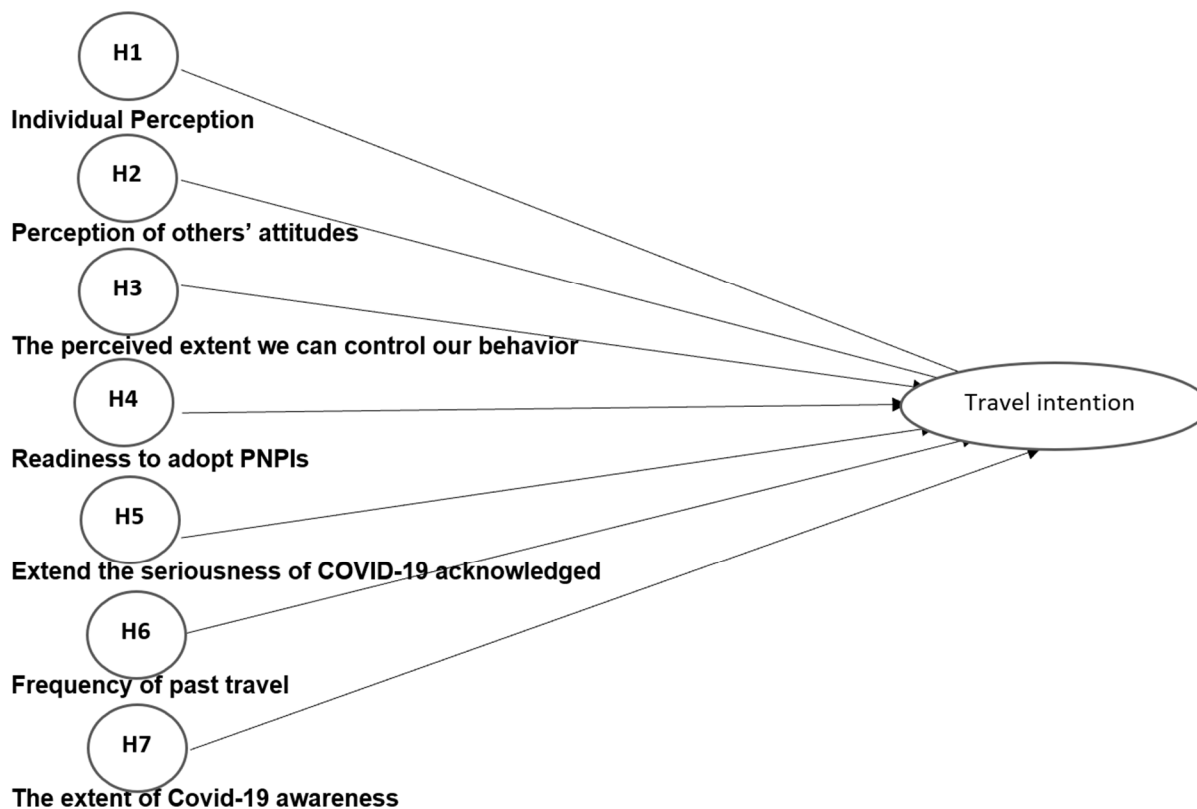 H1
Individual Perception
H2
Perception of others’ attitudes
H3
The perceived extent we can control our behavior
H4
Readiness to adopt PNPIs
Travel intention
H5
Extend the seriousness of COVID-19 acknowledged
H6
Frequency of past travel
H7
The extent of Covid-19 awareness